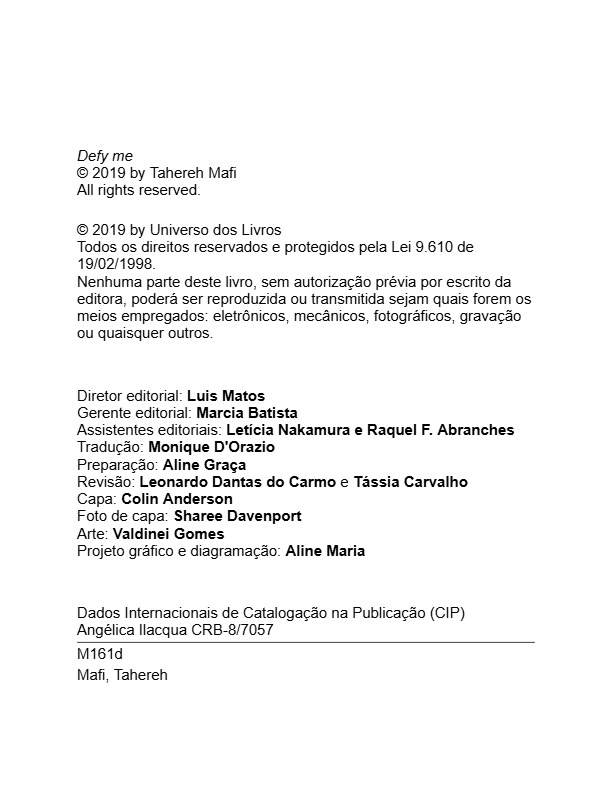 Defy me
© 2019 by Tahereh Mafi
All rights reserved.
© 2019 by Universo dos Livros
Todos os direitos reservados e protegidos pela Lei 9.610 de
19/02/1998.
Nenhuma parte deste livro, sem autorização prévia por escrito da
editora, poderá ser reproduzida ou transmitida sejam quais forem os
meios empregados: eletrônicos, mecânicos, fotográficos, gravação
ou quaisquer outros.
Diretor editorial: Luis Matos
Gerente editorial: Marcia Batista
Assistentes editoriais: Letícia Nakamura e Raquel F. Abranches
Tradução: Monique D'Orazio
Preparação: Aline Graça
Revisão: Leonardo Dantas do Carmo e Tássia Carvalho
Capa: Colin Anderson
Foto de capa: Sharee Davenport
Arte: Valdinei Gomes
Projeto gráfico e diagramação: Aline Maria
Dados Internacionais de Catalogação na Publicação (CIP)
Angélica Ilacqua CRB-8/7057
M161d
Mafi, Tahereh